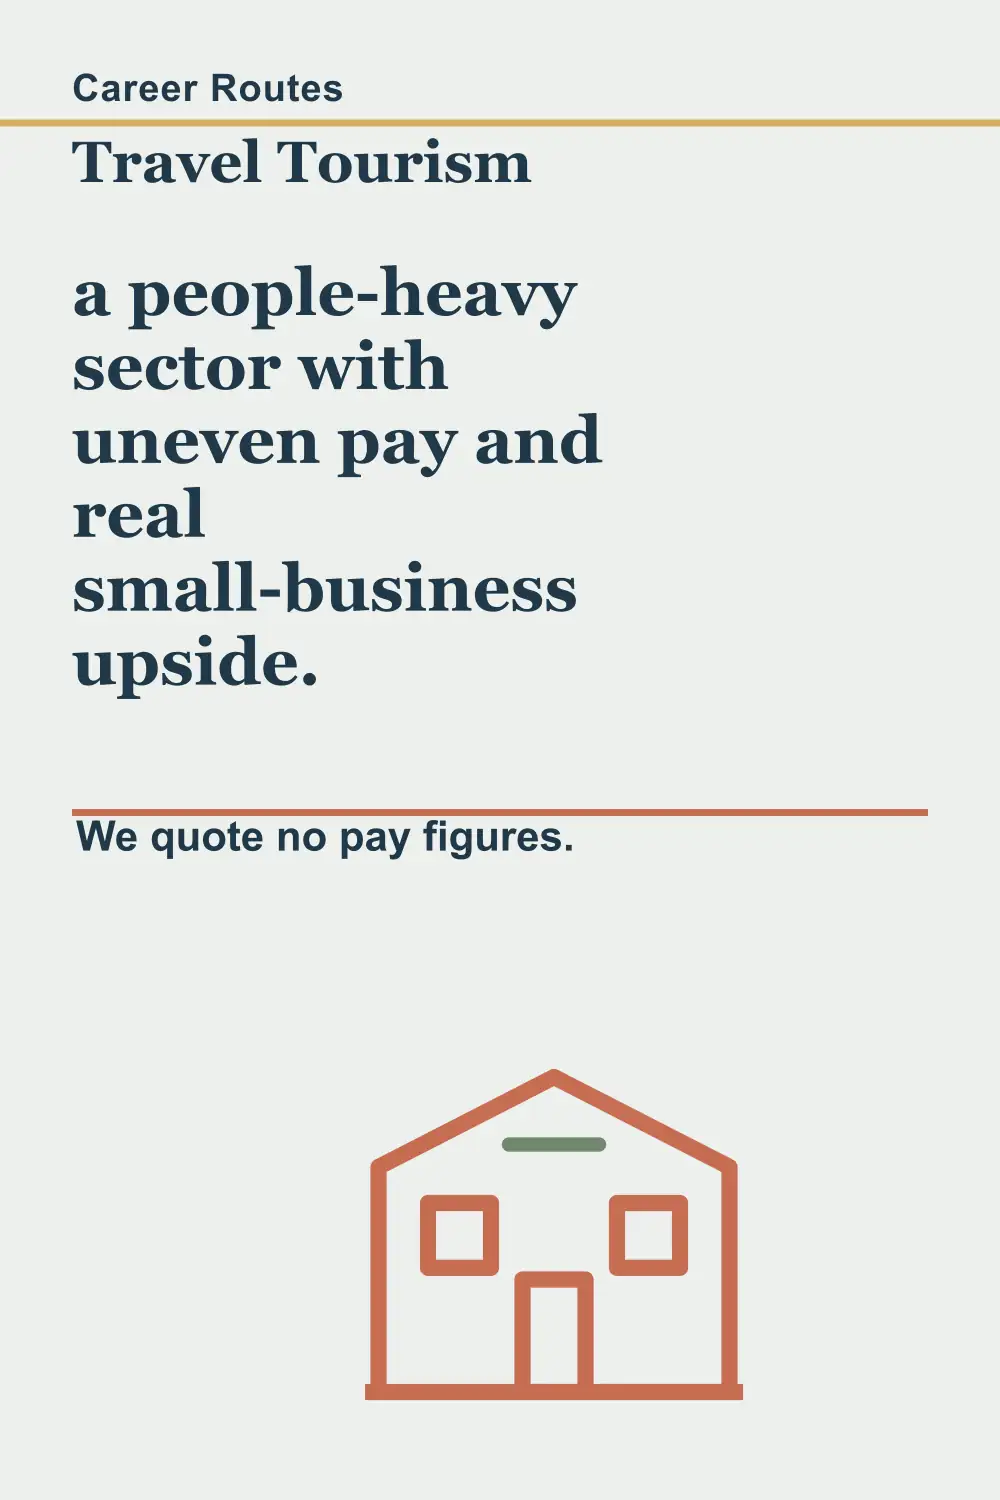 Career Routes
Travel Tourism
a people-heavy
sector with
uneven pay and
real
small-business
upside.
We quote no pay figures.